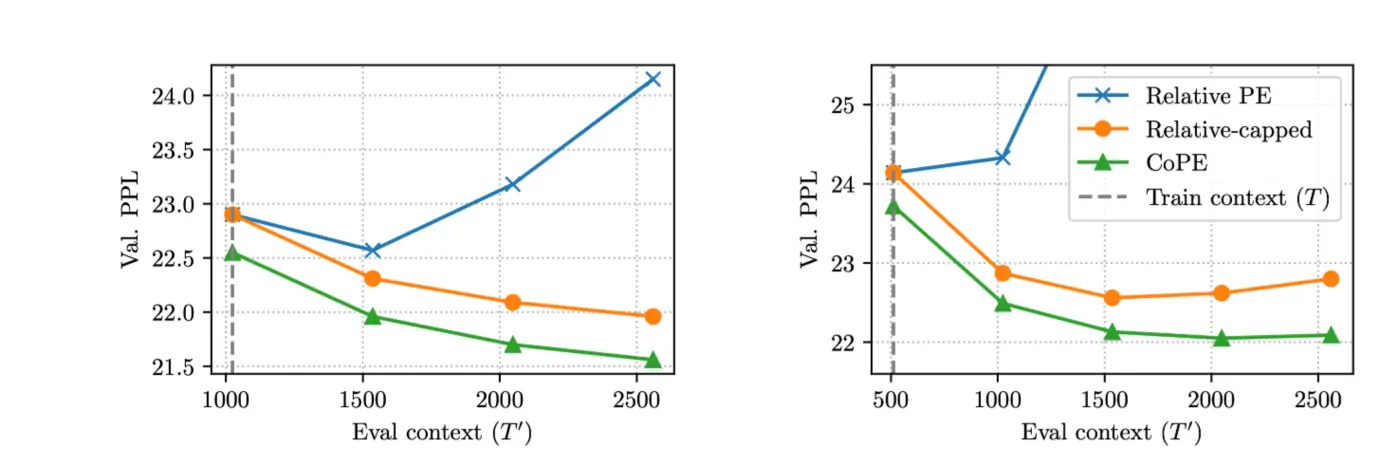 24.0
23.5
23.0
22.5
22.0
21.5
Val. PPL
1000 1500 2000 2500
Eval context (T′)
25
24
23
22
Val. PPL
500 1000 1500 2000 2500
Eval context (T′)
Relative PE
Relative-capped
CoPE
Train context (T)